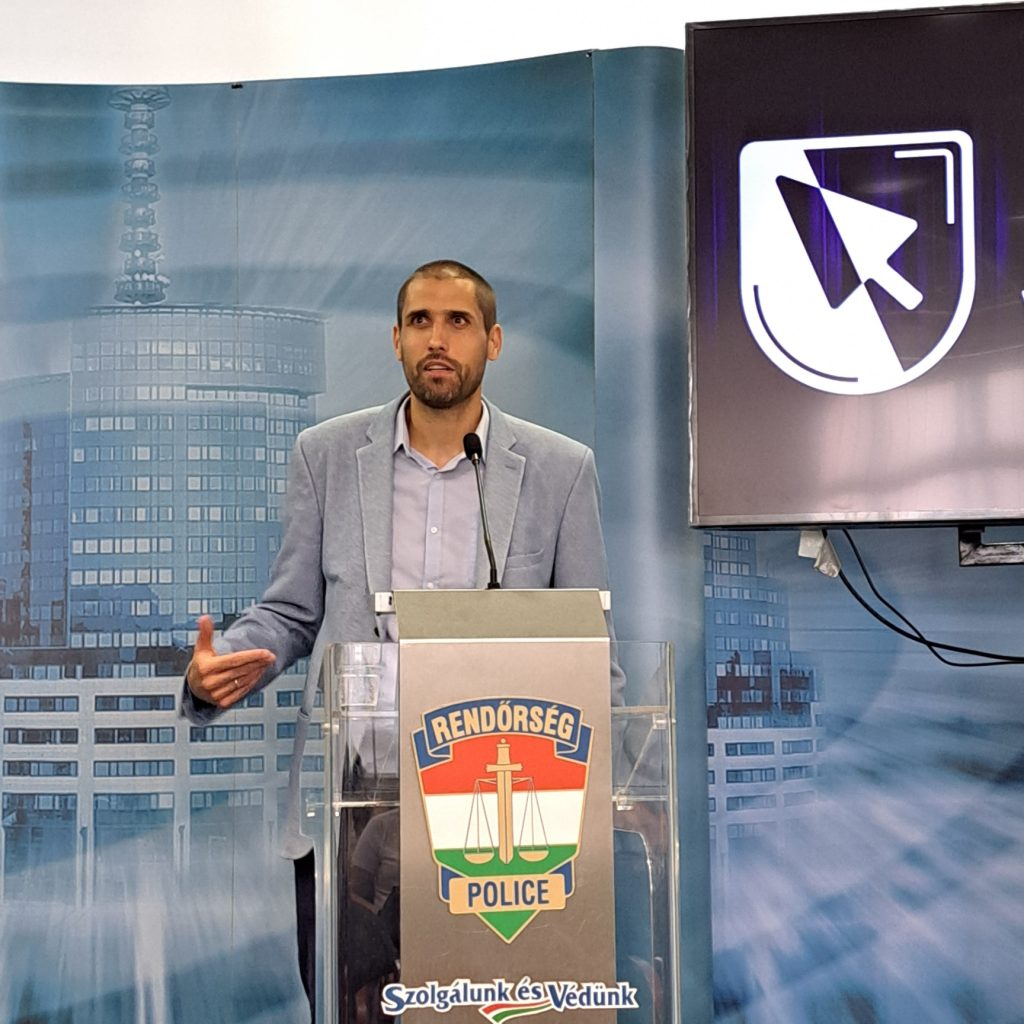 RENDŐRSÉG
POLICE
Szolgálunk és Védünk